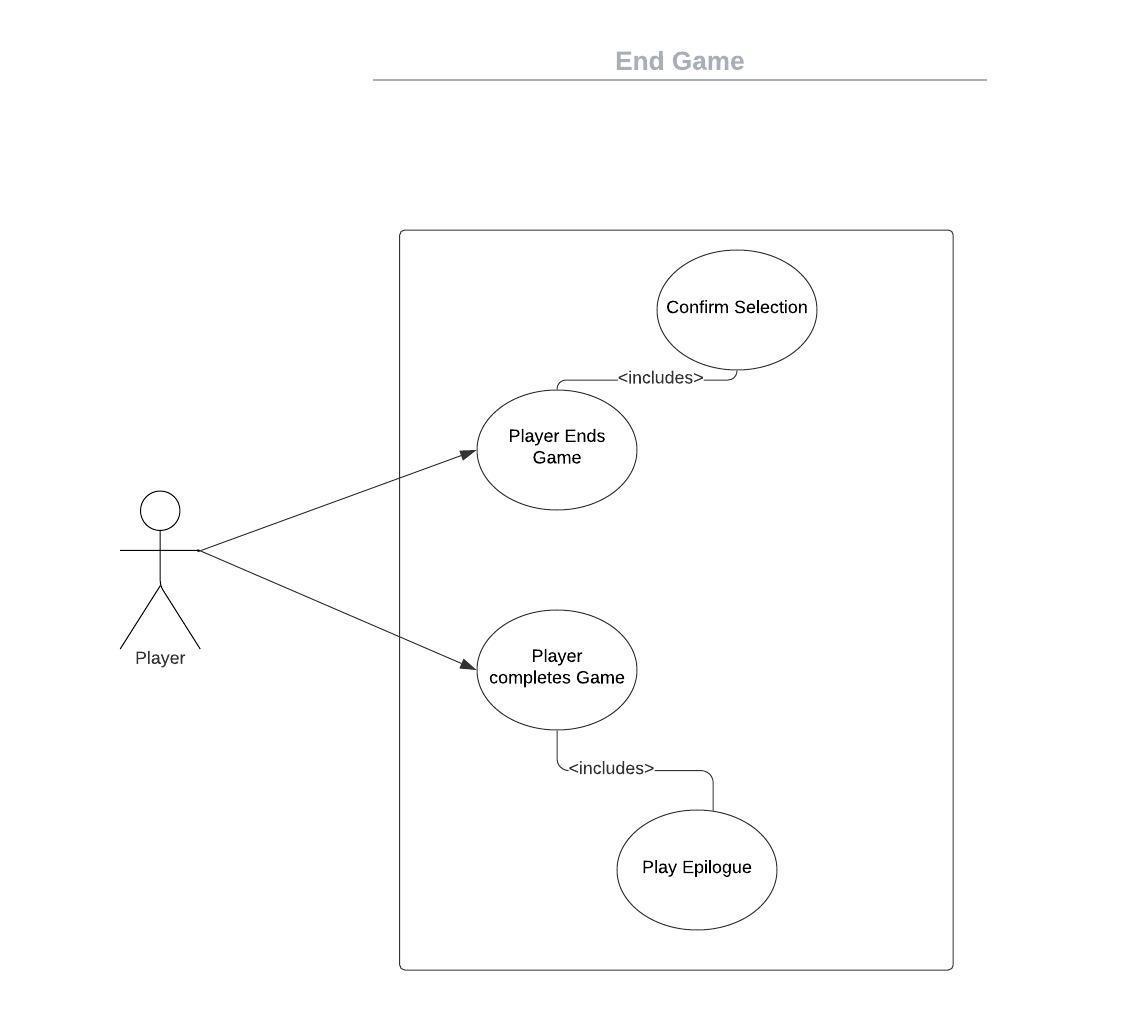 End Game
Confirm Selection
<includes>
Player Ends
Game
Player
Player
completes Game
<includes>
Play Epilogue